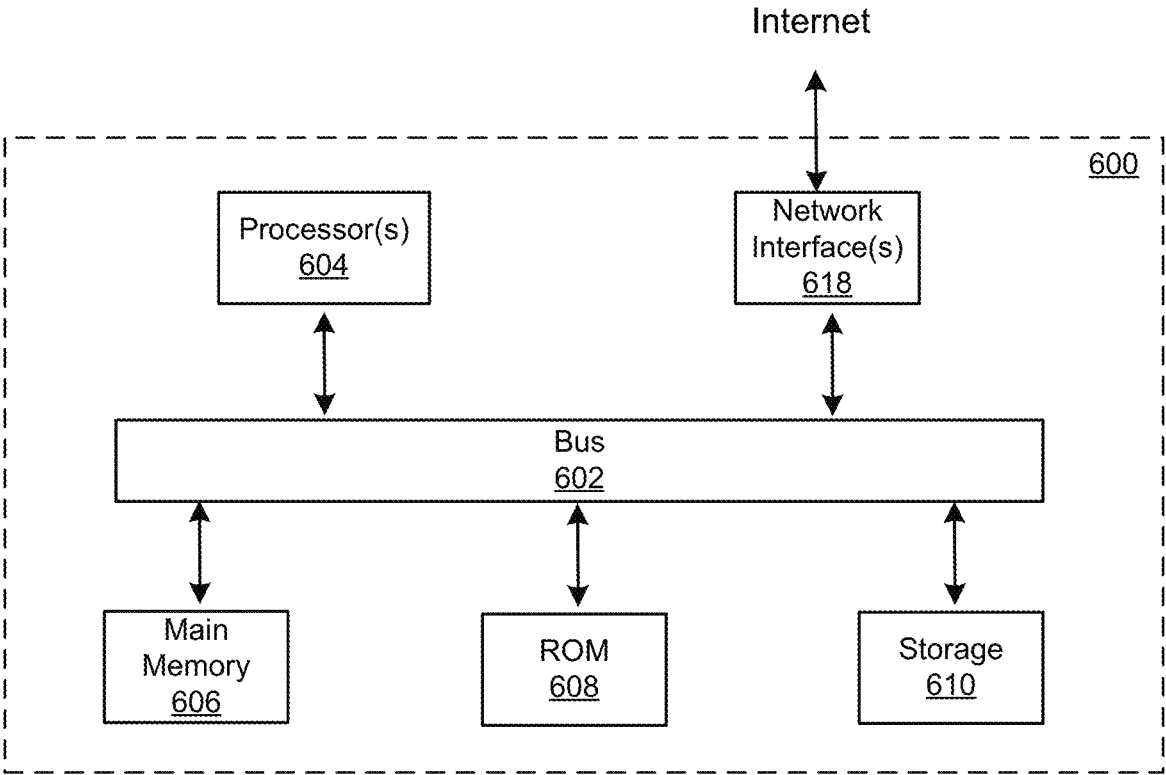 Internet
600
Processor(s)
604
Network
Interface(s)
618
Bus
602
Main
Memory
606
ROM
608
Storage
610